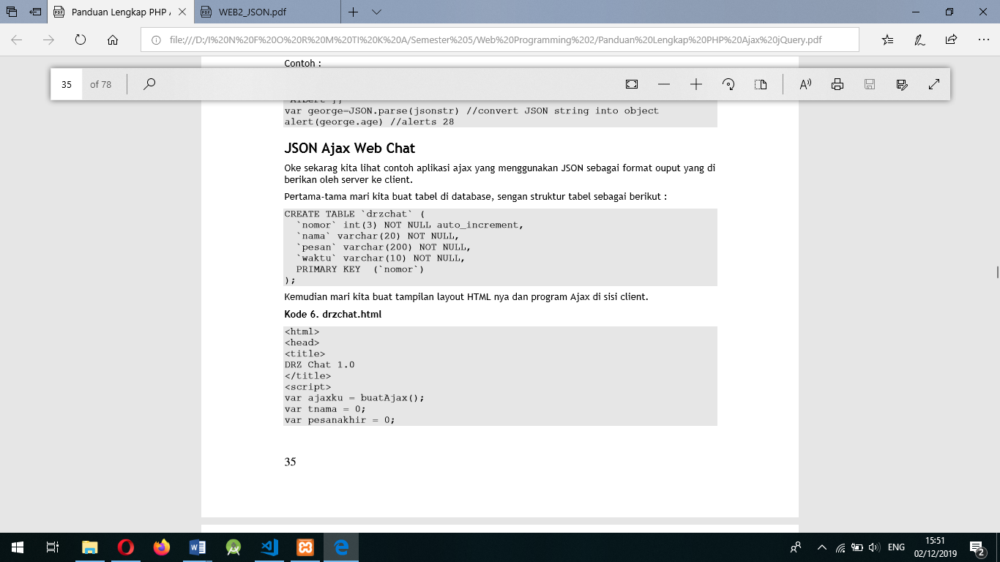 Panduan Lengkap PHP A
WEB2_JSON.pdf
file:///D:/I%20N%20F%20O%20R%20M%20TI%20K%20A/Semester%205/Web%20Programming%202/Panduan%20Lengkap%20PHP%20Ajax%20jQuery.pdf
Contoh :
35 of 78
var george=JSON.parse(jsonstr) //convert JSON string into object
alert(george.age) //alerts 28
JSON Ajax Web Chat
Oke sekarag kita lihat contoh aplikasi ajax yang menggunakan JSON sebagai format ouput yang di
berikan oleh server ke client.
Pertama-tama mari kita buat tabel di database, sengan struktur tabel sebagai berikut :
CREATE TABLE `drzchat` (
`nomor` int(3) NOT NULL auto_increment,
`nama` varchar(20) NOT NULL,
`pesan` varchar(200) NOT NULL,
`waktu` varchar(10) NOT NULL,
PRIMARY KEY (`nomor`)
);
Kemudian mari kita buat tampilan layout HTML nya dan program Ajax di sisi client.
Kode 6. drzchat.html
<html>
<head>
<title>
DRZ Chat 1.0
</title>
<script>
var ajaxku = buatAjax();
var tnama = 0;
var pesanakhir = 0;
35
ENG
15:51
02/12/2019
2